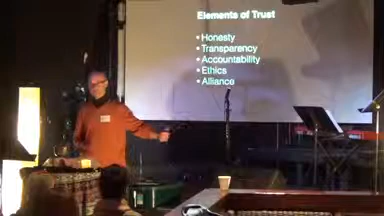 Elements of Trust
• Honesty
• Transparency
• Accountability
• Ethics
• Alliance